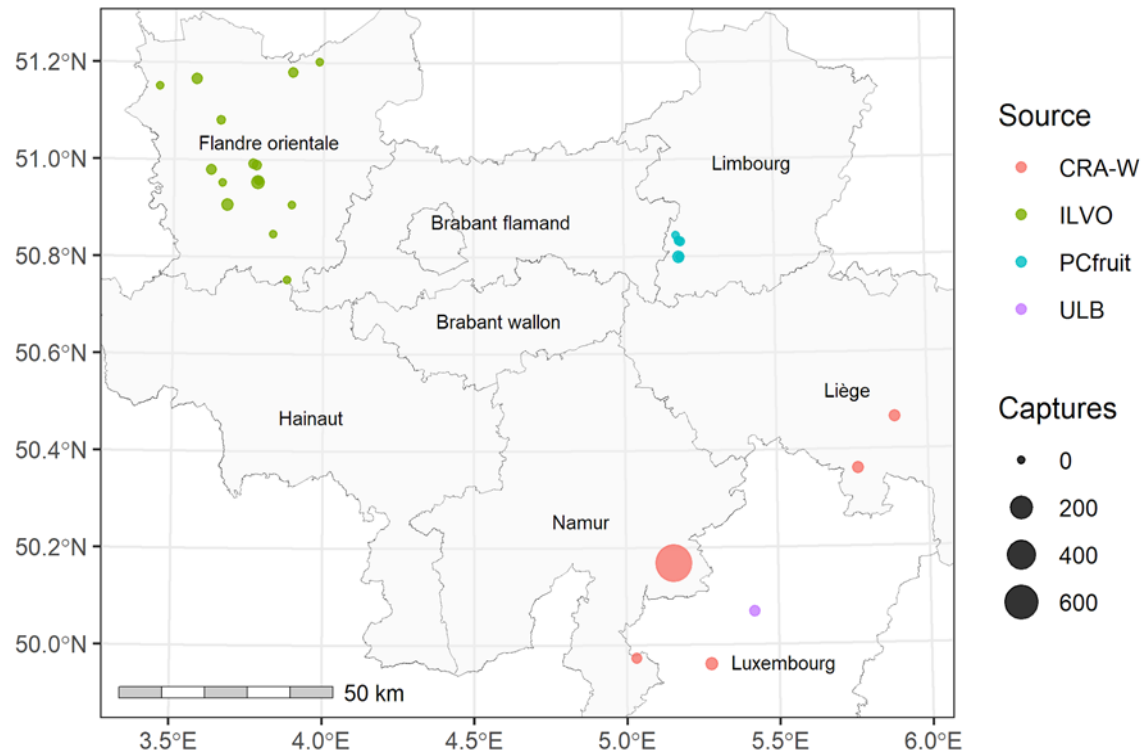 51.2°N
51.0°N
50.8°N
50.6°N
50.4°N
50.2°N
50.0°N
Flandre orientale
Limbourg
Brabant flamand
Brabant wallon
Liège
Hainaut
Namur
Luxembourg
50 km
3.5°E
4.0°E
4.5°E
5.0°E
5.5°E
6.0°E
Source
CRA-W
ILVO
PCfruit
ULB
Captures
0
200
400
600